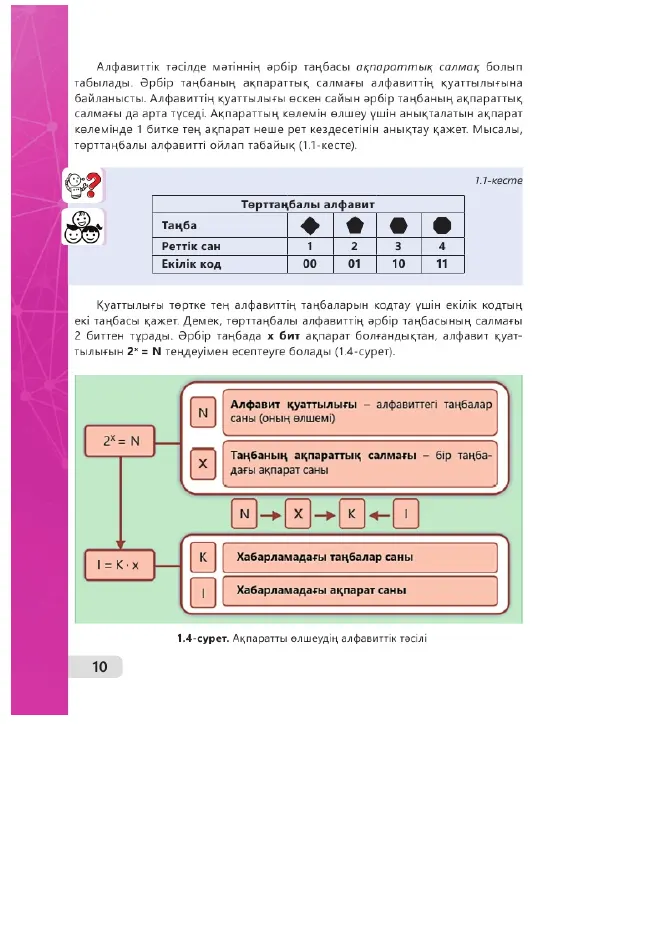 Алфавиттік тәсілде мәтіннің әрбір таңбасы ақпараттық салмақ болып
табылады. Әрбір таңбаның ақпараттық салмағы алфавиттің қуаттылығына
байланысты. Алфавиттің қуаттылығы өскен сайын әрбір таңбаның ақпараттық
салмағы да арта түседі. Ақпараттың көлемін өлшеу үшін анықталатын ақпарат
көлемінде 1 битке тең ақпарат неше рет кездесетінін анықтау қажет. Мысалы,
төрттаңбалы алфавитті ойлап табайық (1.1-кесте).
1.1-кесте
Төрттаңбалы алфавит
Таңба
Реттік сан 1 2 3 4
Екілік код 00 01 10 11
Қуаттылығы төртке тең алфавиттің таңбаларын кодтау үшін екілік кодтың
екі таңбасы қажет. Демек, төрттаңбалы алфавиттің әрбір таңбасының салмағы
2 биттен тұрады. Әрбір таңбада x бит ақпарат болғандықтан, алфавит қуат-
тылығын 2ˣ = N теңдеуімен есептеуге болады (1.4-сурет).
2ˣ = N
N
Алфавит қуаттылығы – алфавиттегі таңбалар
саны (оның өлшемі)
X
Таңбаның ақпараттық салмағы – бір таңба-
дағы ақпарат саны
N X K I
I = K · x
K
Хабарламадағы таңбалар саны
I
Хабарламадағы ақпарат саны
1.4-сурет. Ақпаратты өлшеудің алфавиттік тәсілі
10